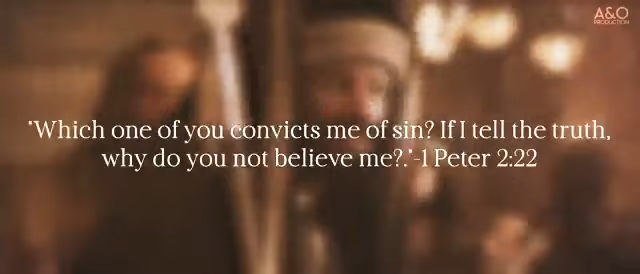 A&O
PRODUCTION
"Which one of you convicts me of sin? If I tell the truth,
why do you not believe me?."-1 Peter 2:22